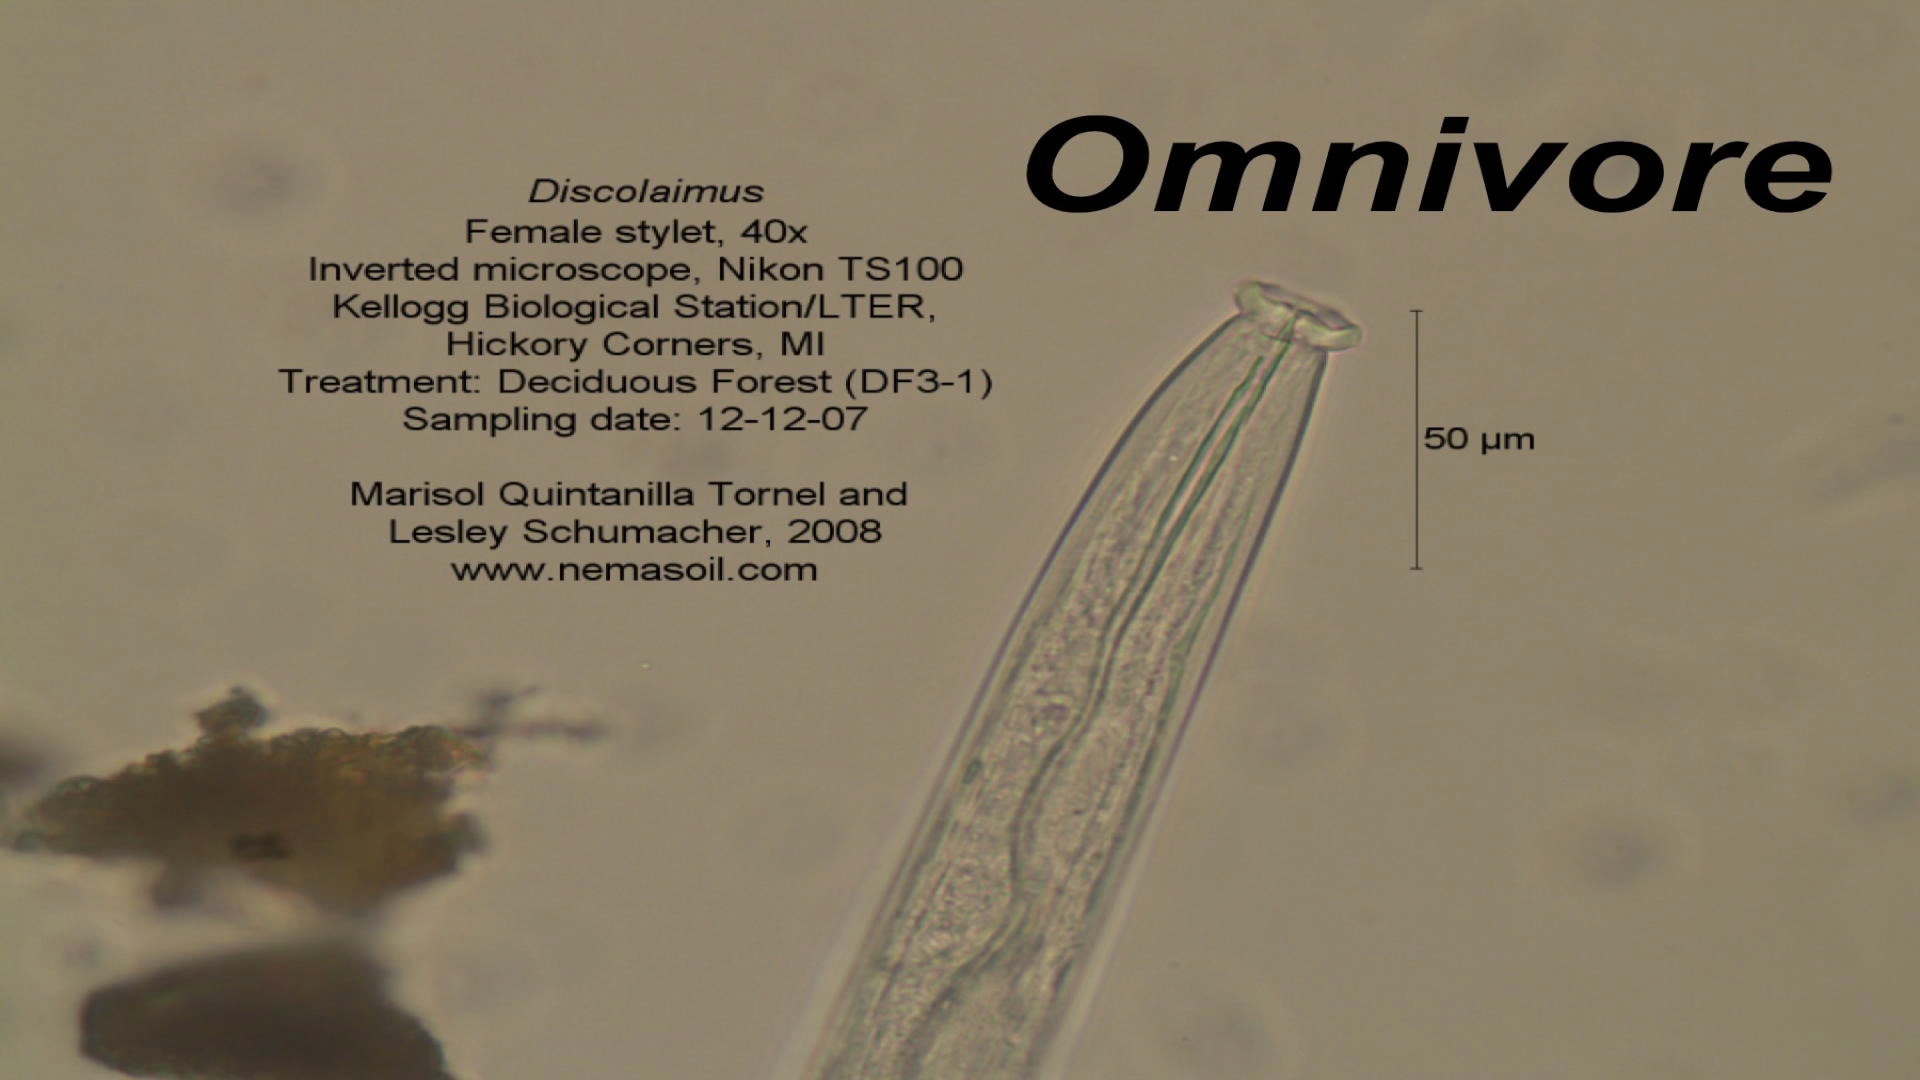 Omnivore
Discolaimus
Female stylet, 40x
Inverted microscope, Nikon TS100
Kellogg Biological Station/LTER,
Hickory Corners, MI
Treatment: Deciduous Forest (DF3-1)
Sampling date: 12-12-07
Marisol Quintanilla Tornel and
Lesley Schumacher, 2008
www.nemasoil.com
50 µm